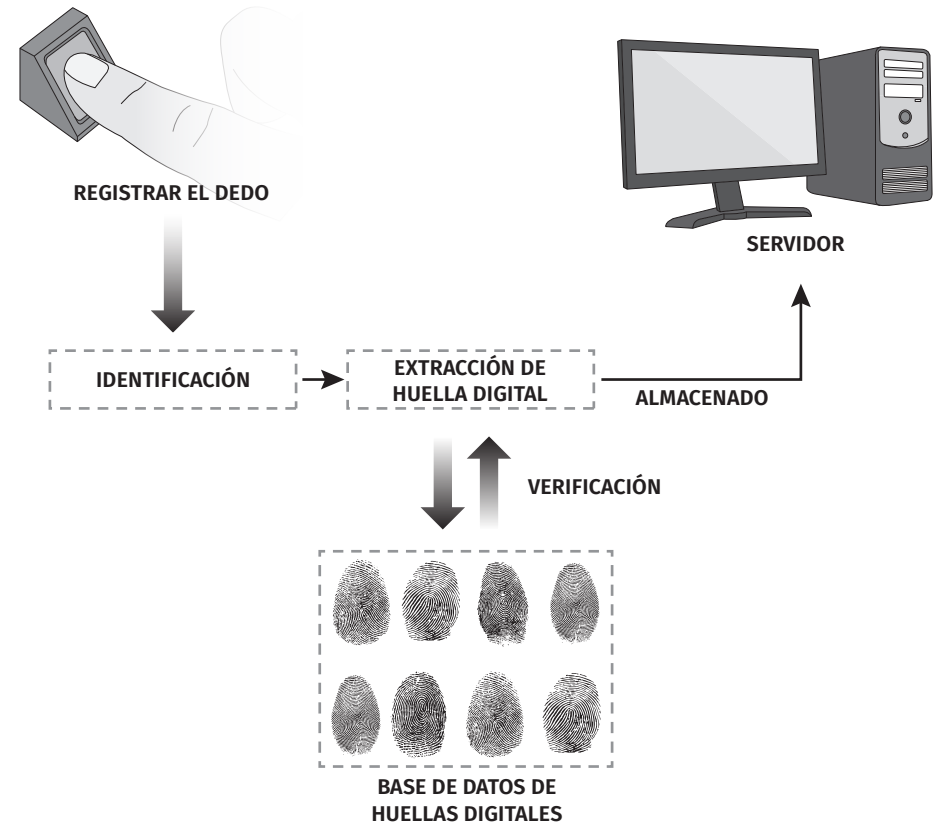 REGISTRAR EL DEDO
SERVIDOR
IDENTIFICACIÓN
EXTRACCIÓN DE
HUELLA DIGITAL
ALMACENADO
VERIFICACIÓN
BASE DE DATOS DE
HUELLAS DIGITALES